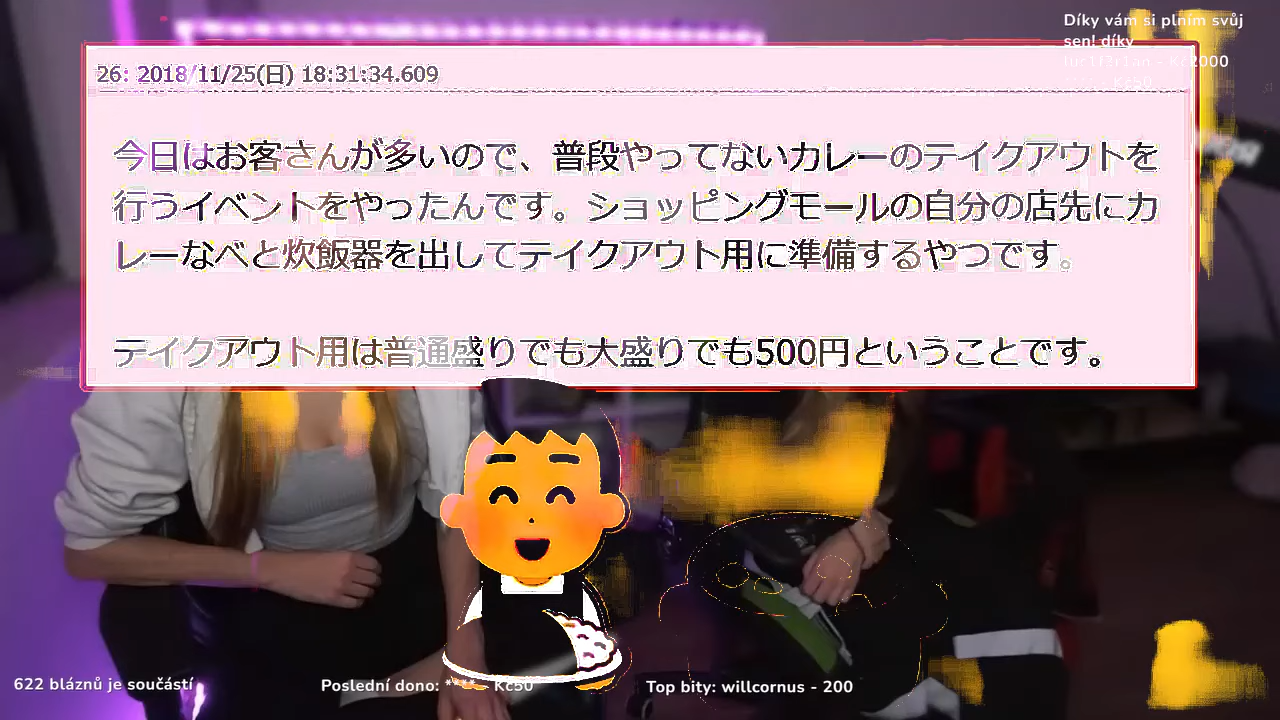 Díky vám si plním svůj
sen! díky
lur1f3r1an - Kč2000
**** - Kč50
26: 2018/11/25(日) 18:31:34.609
今日はお客さんが多いので、普段やってないカレーのテイクアウトを
行うイベントをやったんです。ショッピングモールの自分の店先にカ
レーなべと炊飯器を出してテイクアウト用に準備するやつです。
テイクアウト用は普通盛りでも大盛りでも500円ということです。
622 bláznů je součástí
Poslední dono: **** - Kč50
Top bity: willcornus - 200